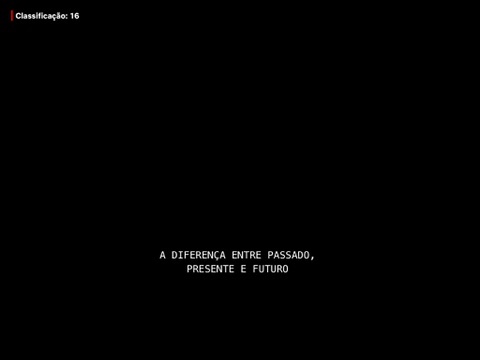 Classificação: 16
A DIFERENÇA ENTRE PASSADO,
PRESENTE E FUTURO